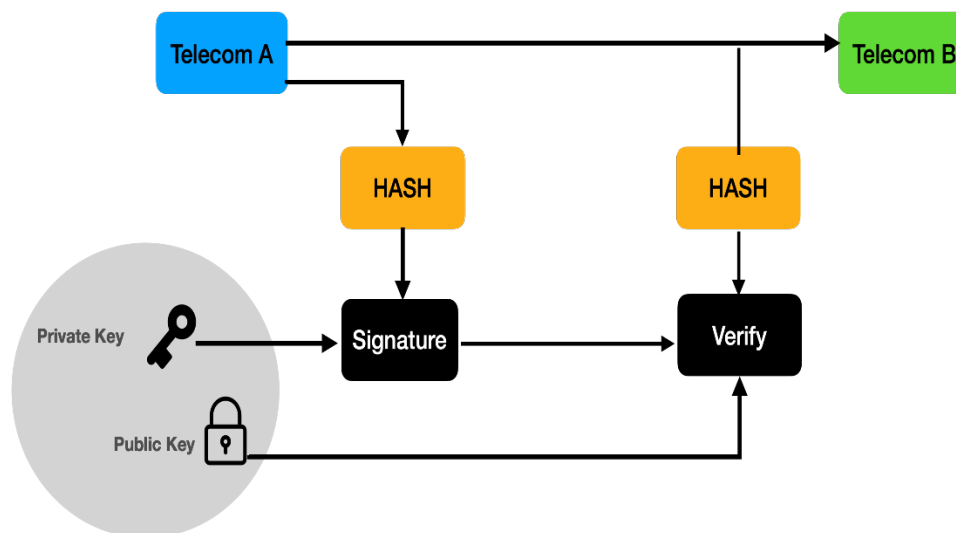 Telecom A
Telecom B
HASH
HASH
Private Key
Signature
Verify
Public Key